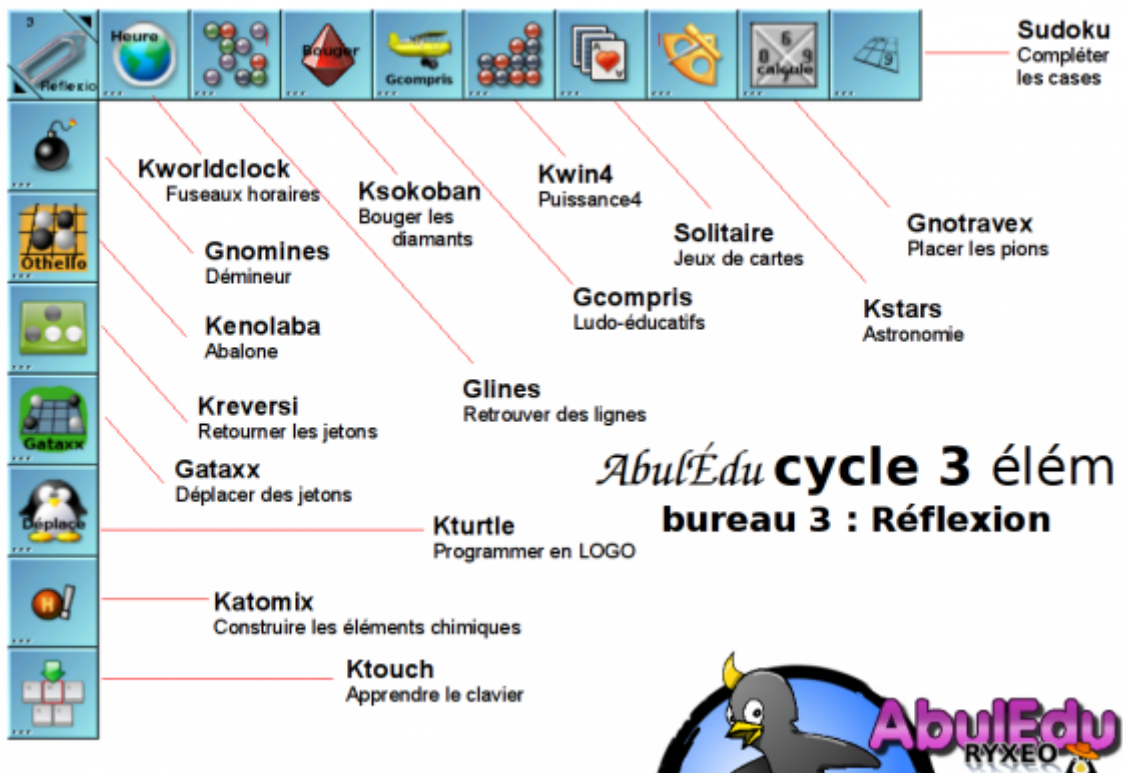 3
Réflexio
Heure
Bouger
Gcompris
6
8 9
calcule
9
Sudoku
Compléter
les cases
Othello
Gataxx
Déplace
H
A
Kworldclock
Fuseaux horaires
Ksokoban
Bouger les
diamants
Kwin4
Puissance4
Solitaire
Jeux de cartes
Gnotravex
Placer les pions
Gnomines
Démineur
Gcompris
Ludo-éducatifs
Kstars
Astronomie
Kenolaba
Abalone
Glines
Retrouver des lignes
Kreversi
Retourner les jetons
Gataxx
Déplacer des jetons
AbulÉdu cycle 3 élém
bureau 3 : Réflexion
Kturtle
Programmer en LOGO
Katomix
Construire les éléments chimiques
Ktouch
Apprendre le clavier
AbulEdu
RYXEO